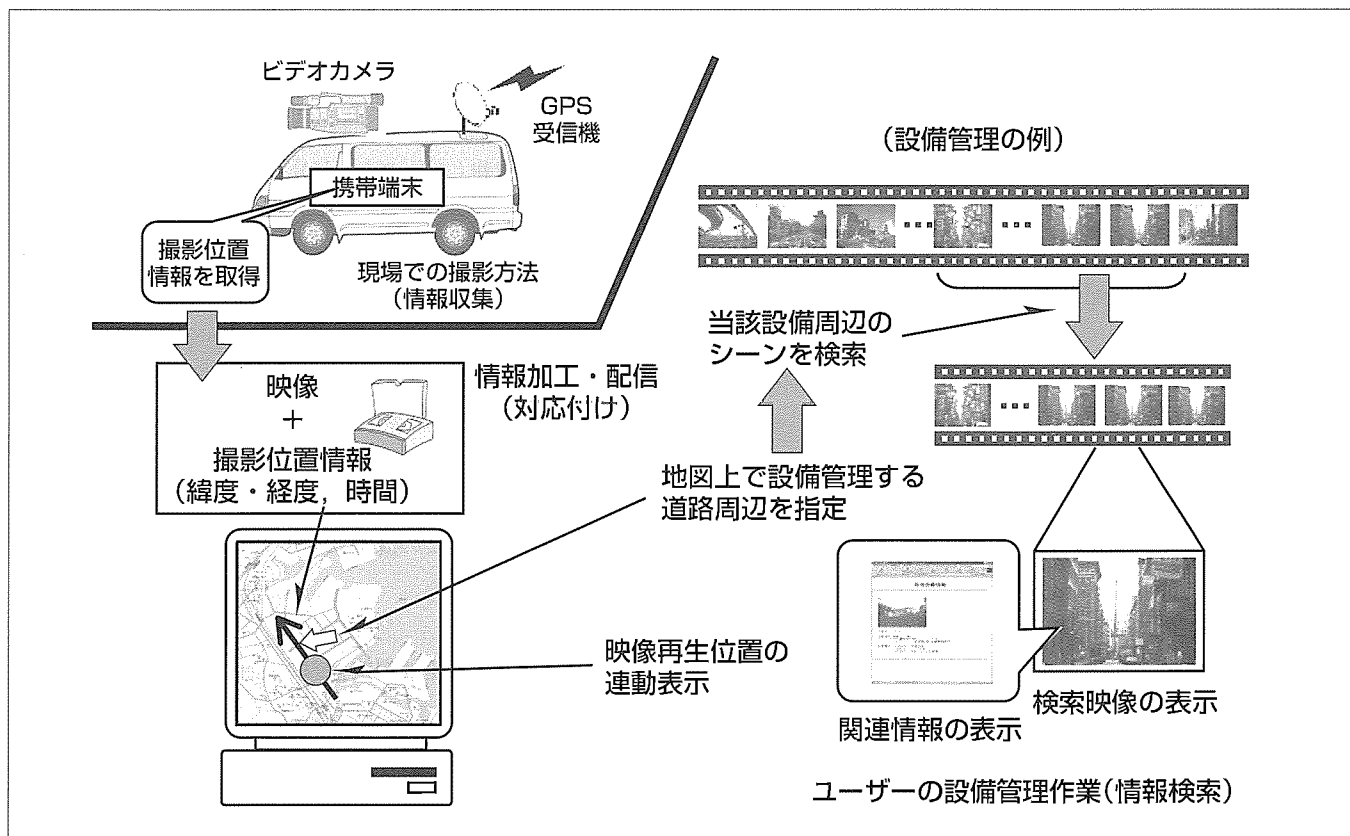 ビデオカメラ
GPS
受信機
携帯端末
撮影位置
情報を取得
現場での撮影方法
（情報収集）
映像
＋
撮影位置情報
（緯度・経度，時間）
情報加工・配信
（対応付け）
（設備管理の例）
当該設備周辺の
シーンを検索
地図上で設備管理する
道路周辺を指定
映像再生位置の
連動表示
関連情報の表示
検索映像の表示
ユーザーの設備管理作業（情報検索）